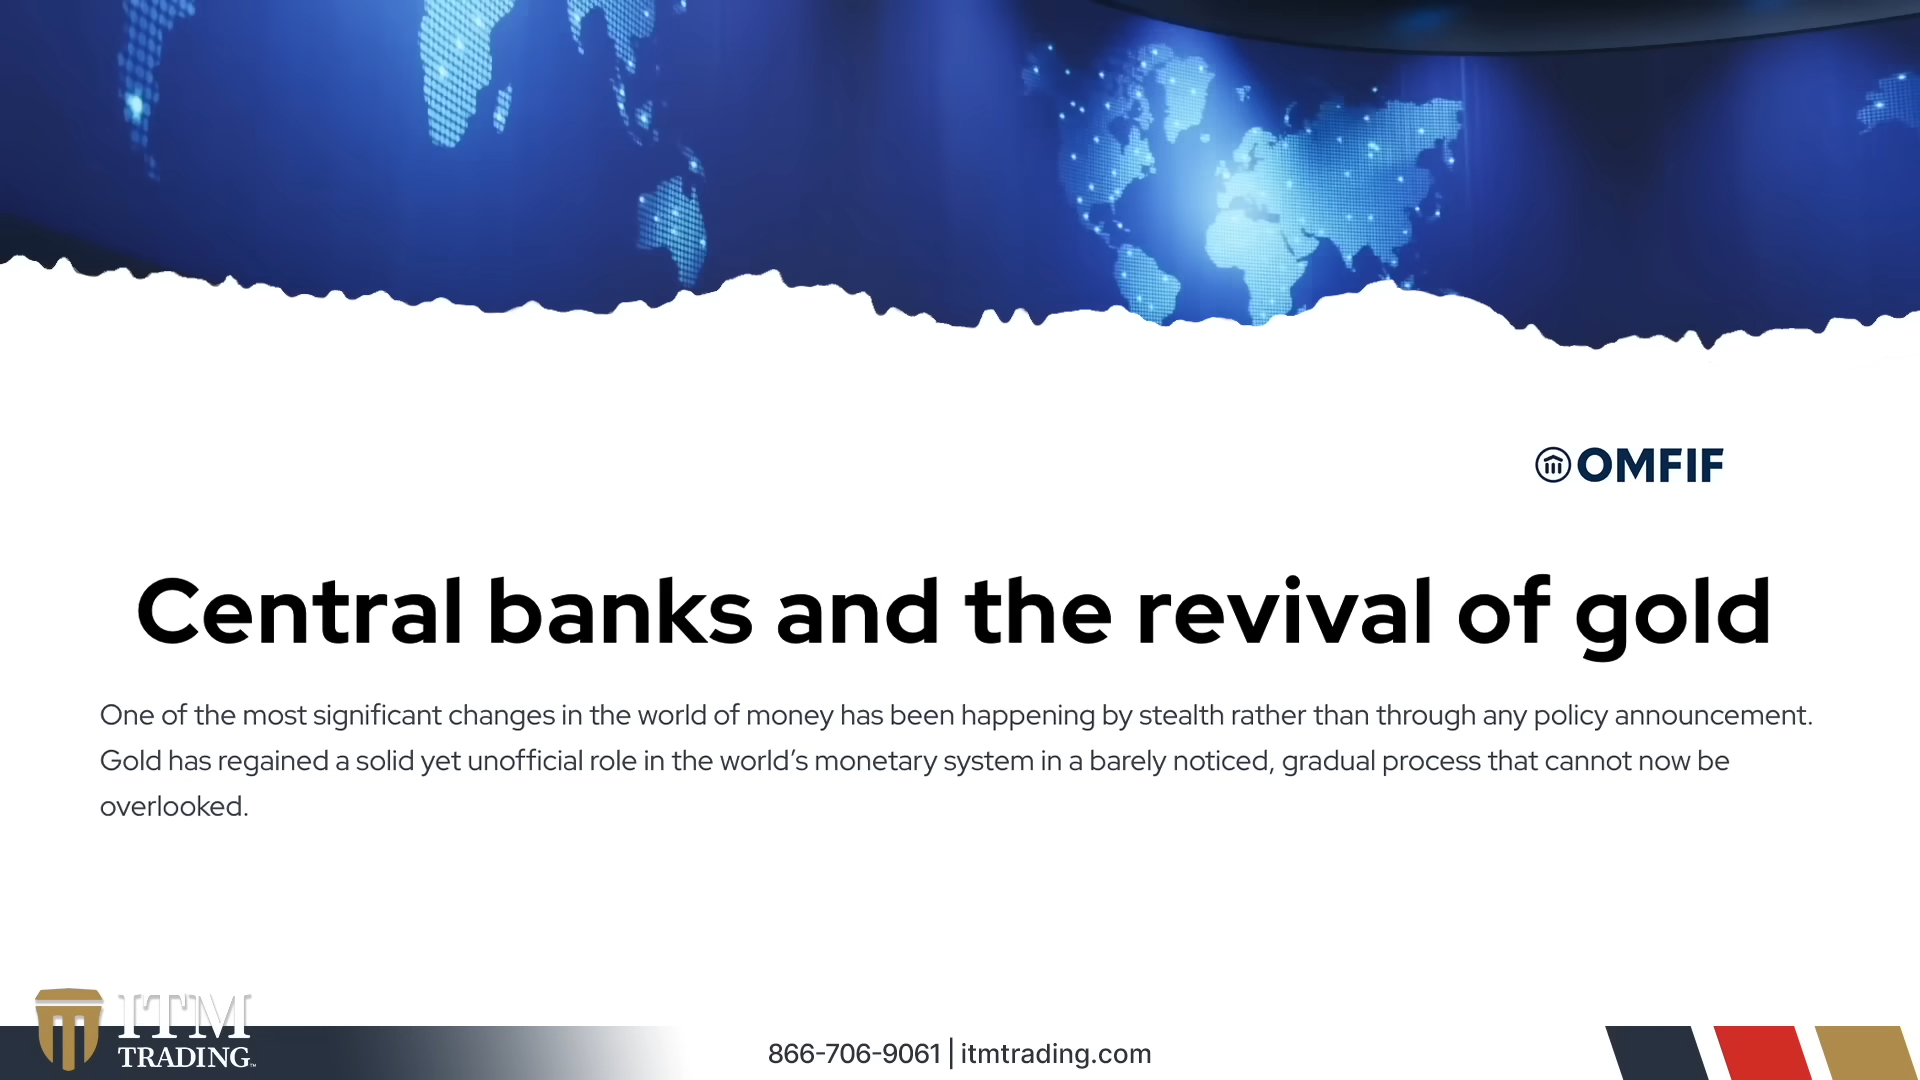 OMFIF
Central banks and the revival of gold
One of the most significant changes in the world of money has been happening by stealth rather than through any policy announcement.
Gold has regained a solid yet unofficial role in the world’s monetary system in a barely noticed, gradual process that cannot now be
overlooked.
ITM
TRADING™
866-706-9061 | itmtrading.com